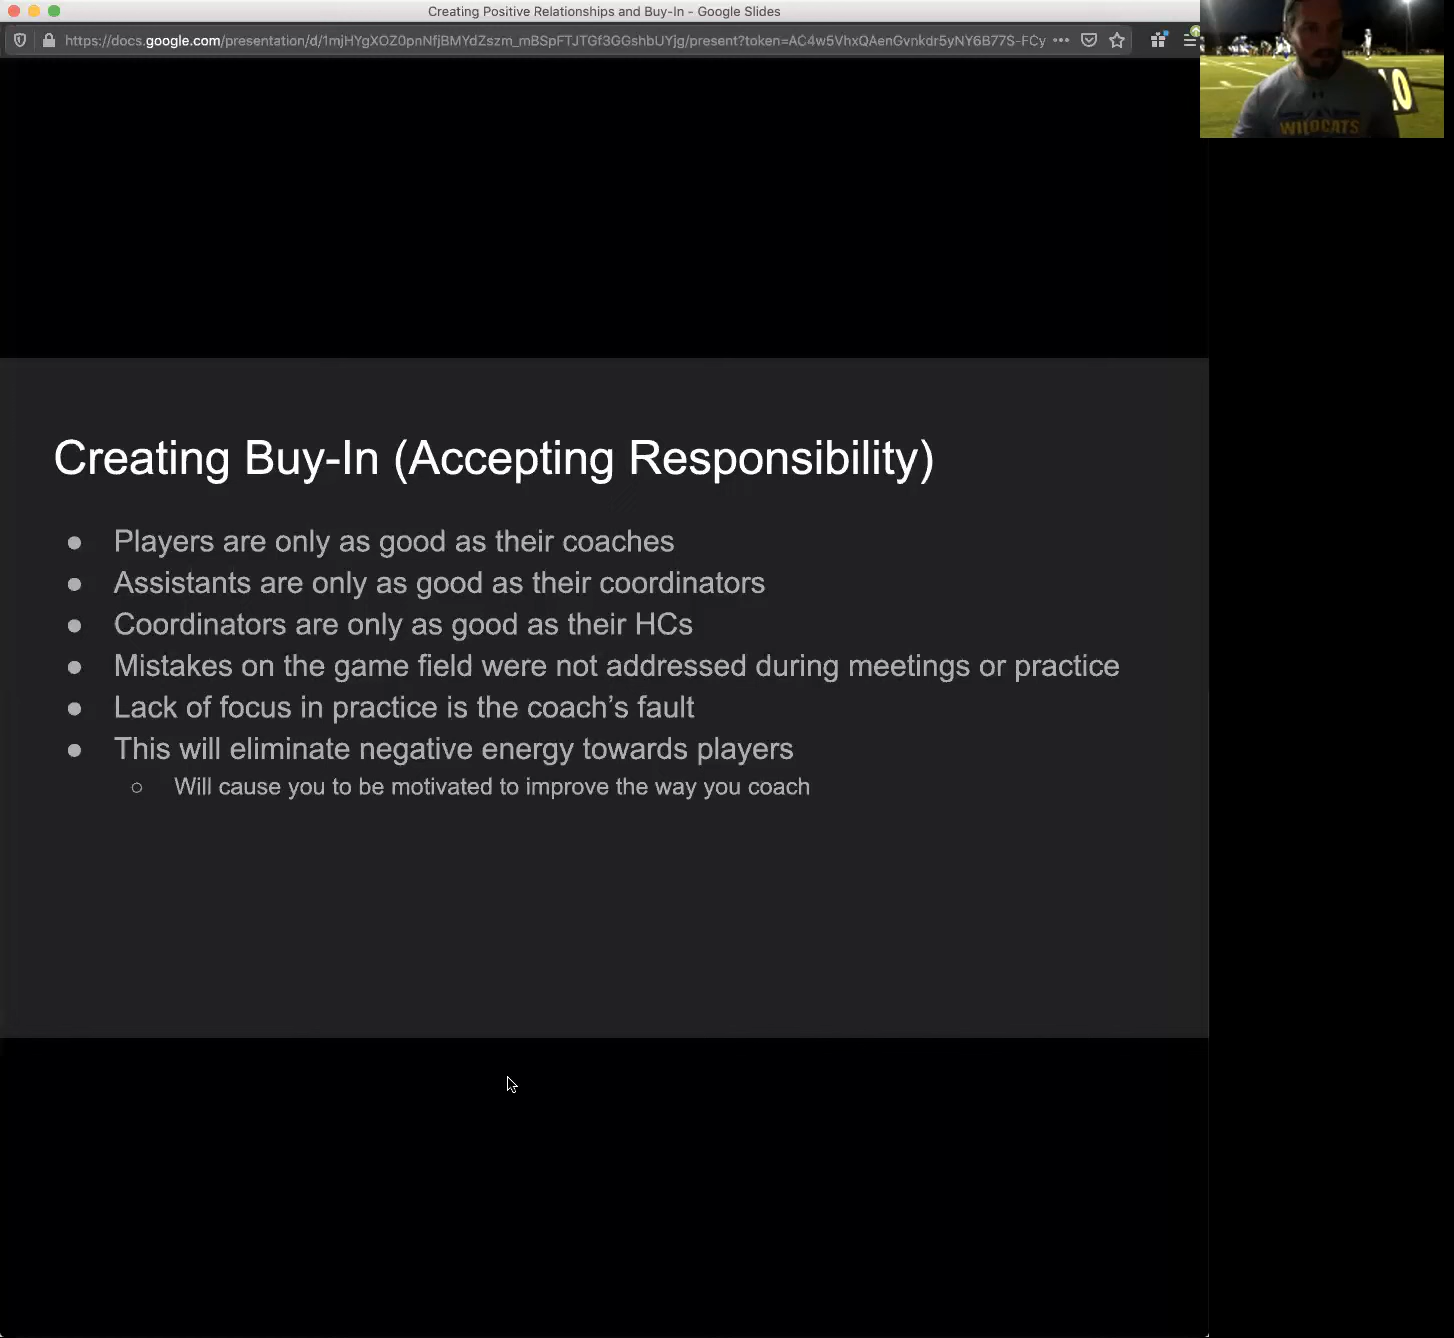 Creating Positive Relationships and Buy-In - Google Slides
https://docs.google.com/presentation/d/1mjHYgXOZ0pnNfjBMYdZszm_mBSpFTJTGf3GGshbUYjg/present?token=AC4w5VhxQAenGvnkdr5yNY6B77S-FCy
WILDCATS
Creating Buy-In (Accepting Responsibility)
● Players are only as good as their coaches
● Assistants are only as good as their coordinators
● Coordinators are only as good as their HCs
● Mistakes on the game field were not addressed during meetings or practice
● Lack of focus in practice is the coach’s fault
● This will eliminate negative energy towards players
○ Will cause you to be motivated to improve the way you coach